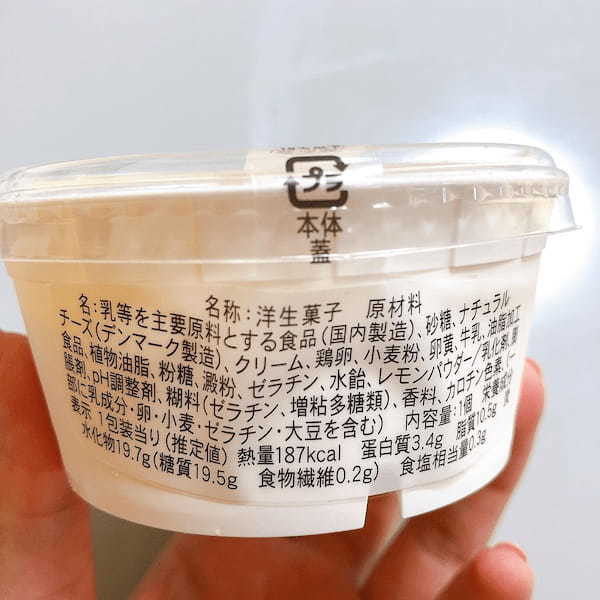 プラ
本体
蓋
名称:洋生菓子 原材料
名:乳等を主要原料とする食品(国内製造)、砂糖、ナチュラル
チーズ(デンマーク製造)、クリーム、鶏卵、小麦粉、卵黄、牛乳、油脂加工
食品、植物油脂、粉糖、澱粉、ゼラチン、水飴、レモンパウダー/乳化剤、膨
脹剤、pH調整剤、糊料(ゼラチン、増粘多糖類)、香料、カロチン色素、(一
部に乳成分・卵・小麦・ゼラチン・大豆を含む) 内容量:1個 栄養成分
表示 1包装当り(推定値) 熱量187kcal 蛋白質3.4g 脂質10.5g 炭
水化物19.7g(糖質19.5g 食物繊維0.2g) 食塩相当量0.3g